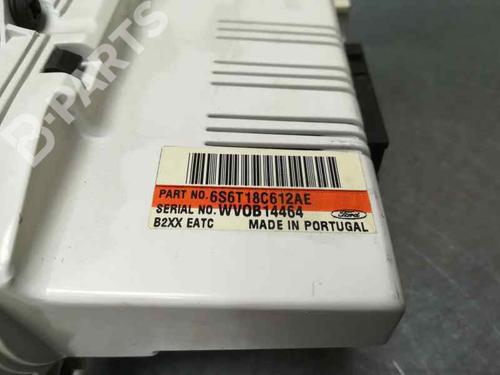 B-PARTS
PART NO. 6S6T18C612AE
SERIAL NO. WVOB14464
Ford
B2XX EATC MADE IN PORTUGAL